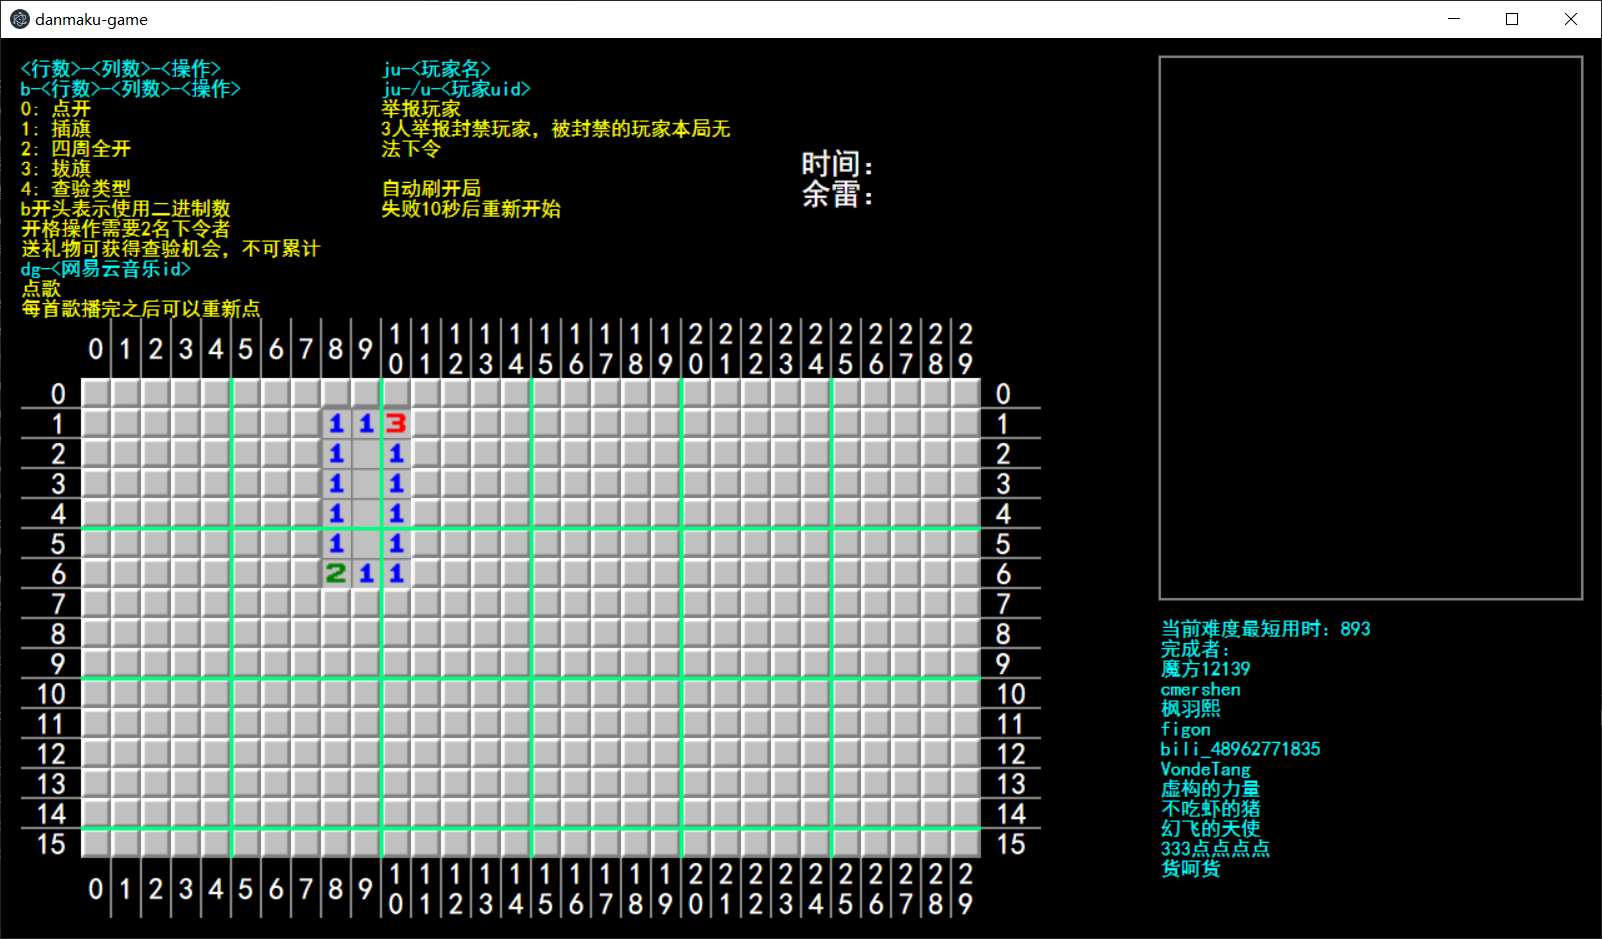 danmaku-game
<行数>-<列数>-<操作>
b-<行数>-<列数>-<操作>
0: 点开
1: 插旗
2: 四周全开
3: 拔旗
4: 查验类型
b开头表示使用二进制数
开格操作需要2名下令者
送礼物可获得查验机会，不可累计
dg-<网易云音乐id>
点歌
每首歌播完之后可以重新点
ju-<玩家名>
ju-/u-<玩家uid>
举报玩家
3人举报封禁玩家，被封禁的玩家本局无
法下令
自动刷开局
失败10秒后重新开始
时间：
余雷：
0 1 2 3 4 5 6 7 8 9 10 11 12 13 14 15 16 17 18 19 20 21 22 23 24 25 26 27 28 29
0 0
1 1 1 3 1
2 1 1 2
3 1 1 3
4 1 1 4
5 1 1 5
6 2 1 1 6
7 7
8 8
9 9
10 10
11 11
12 12
13 13
14 14
15 15
0 1 2 3 4 5 6 7 8 9 10 11 12 13 14 15 16 17 18 19 20 21 22 23 24 25 26 27 28 29
当前难度最短用时：893
完成者：
魔方12139
cmershen
枫羽熙
figon
bili_48962771835
VondeTang
虚构的力量
不吃虾的猪
幻飞的天使
333点点点点
货呵货